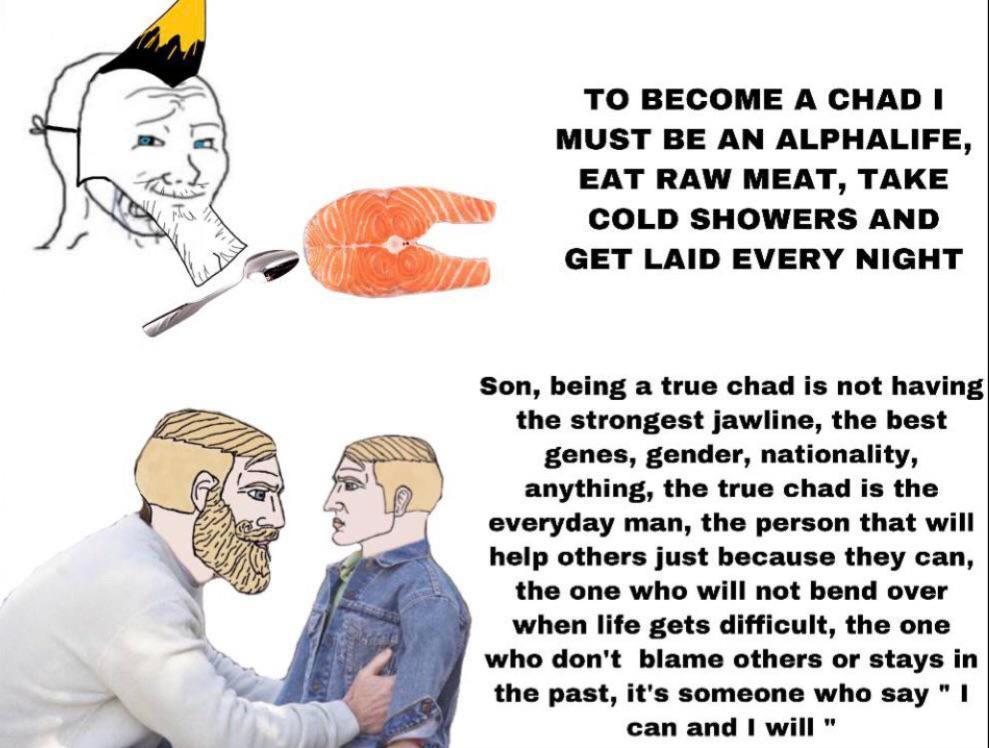 TO BECOME A CHAD I
MUST BE AN ALPHALIFE,
EAT RAW MEAT, TAKE
COLD SHOWERS AND
GET LAID EVERY NIGHT
Son, being a true chad is not having
the strongest jawline, the best
genes, gender, nationality,
anything, the true chad is the
everyday man, the person that will
help others just because they can,
the one who will not bend over
when life gets difficult, the one
who don't blame others or stays in
the past, it's someone who say " I
can and I will "